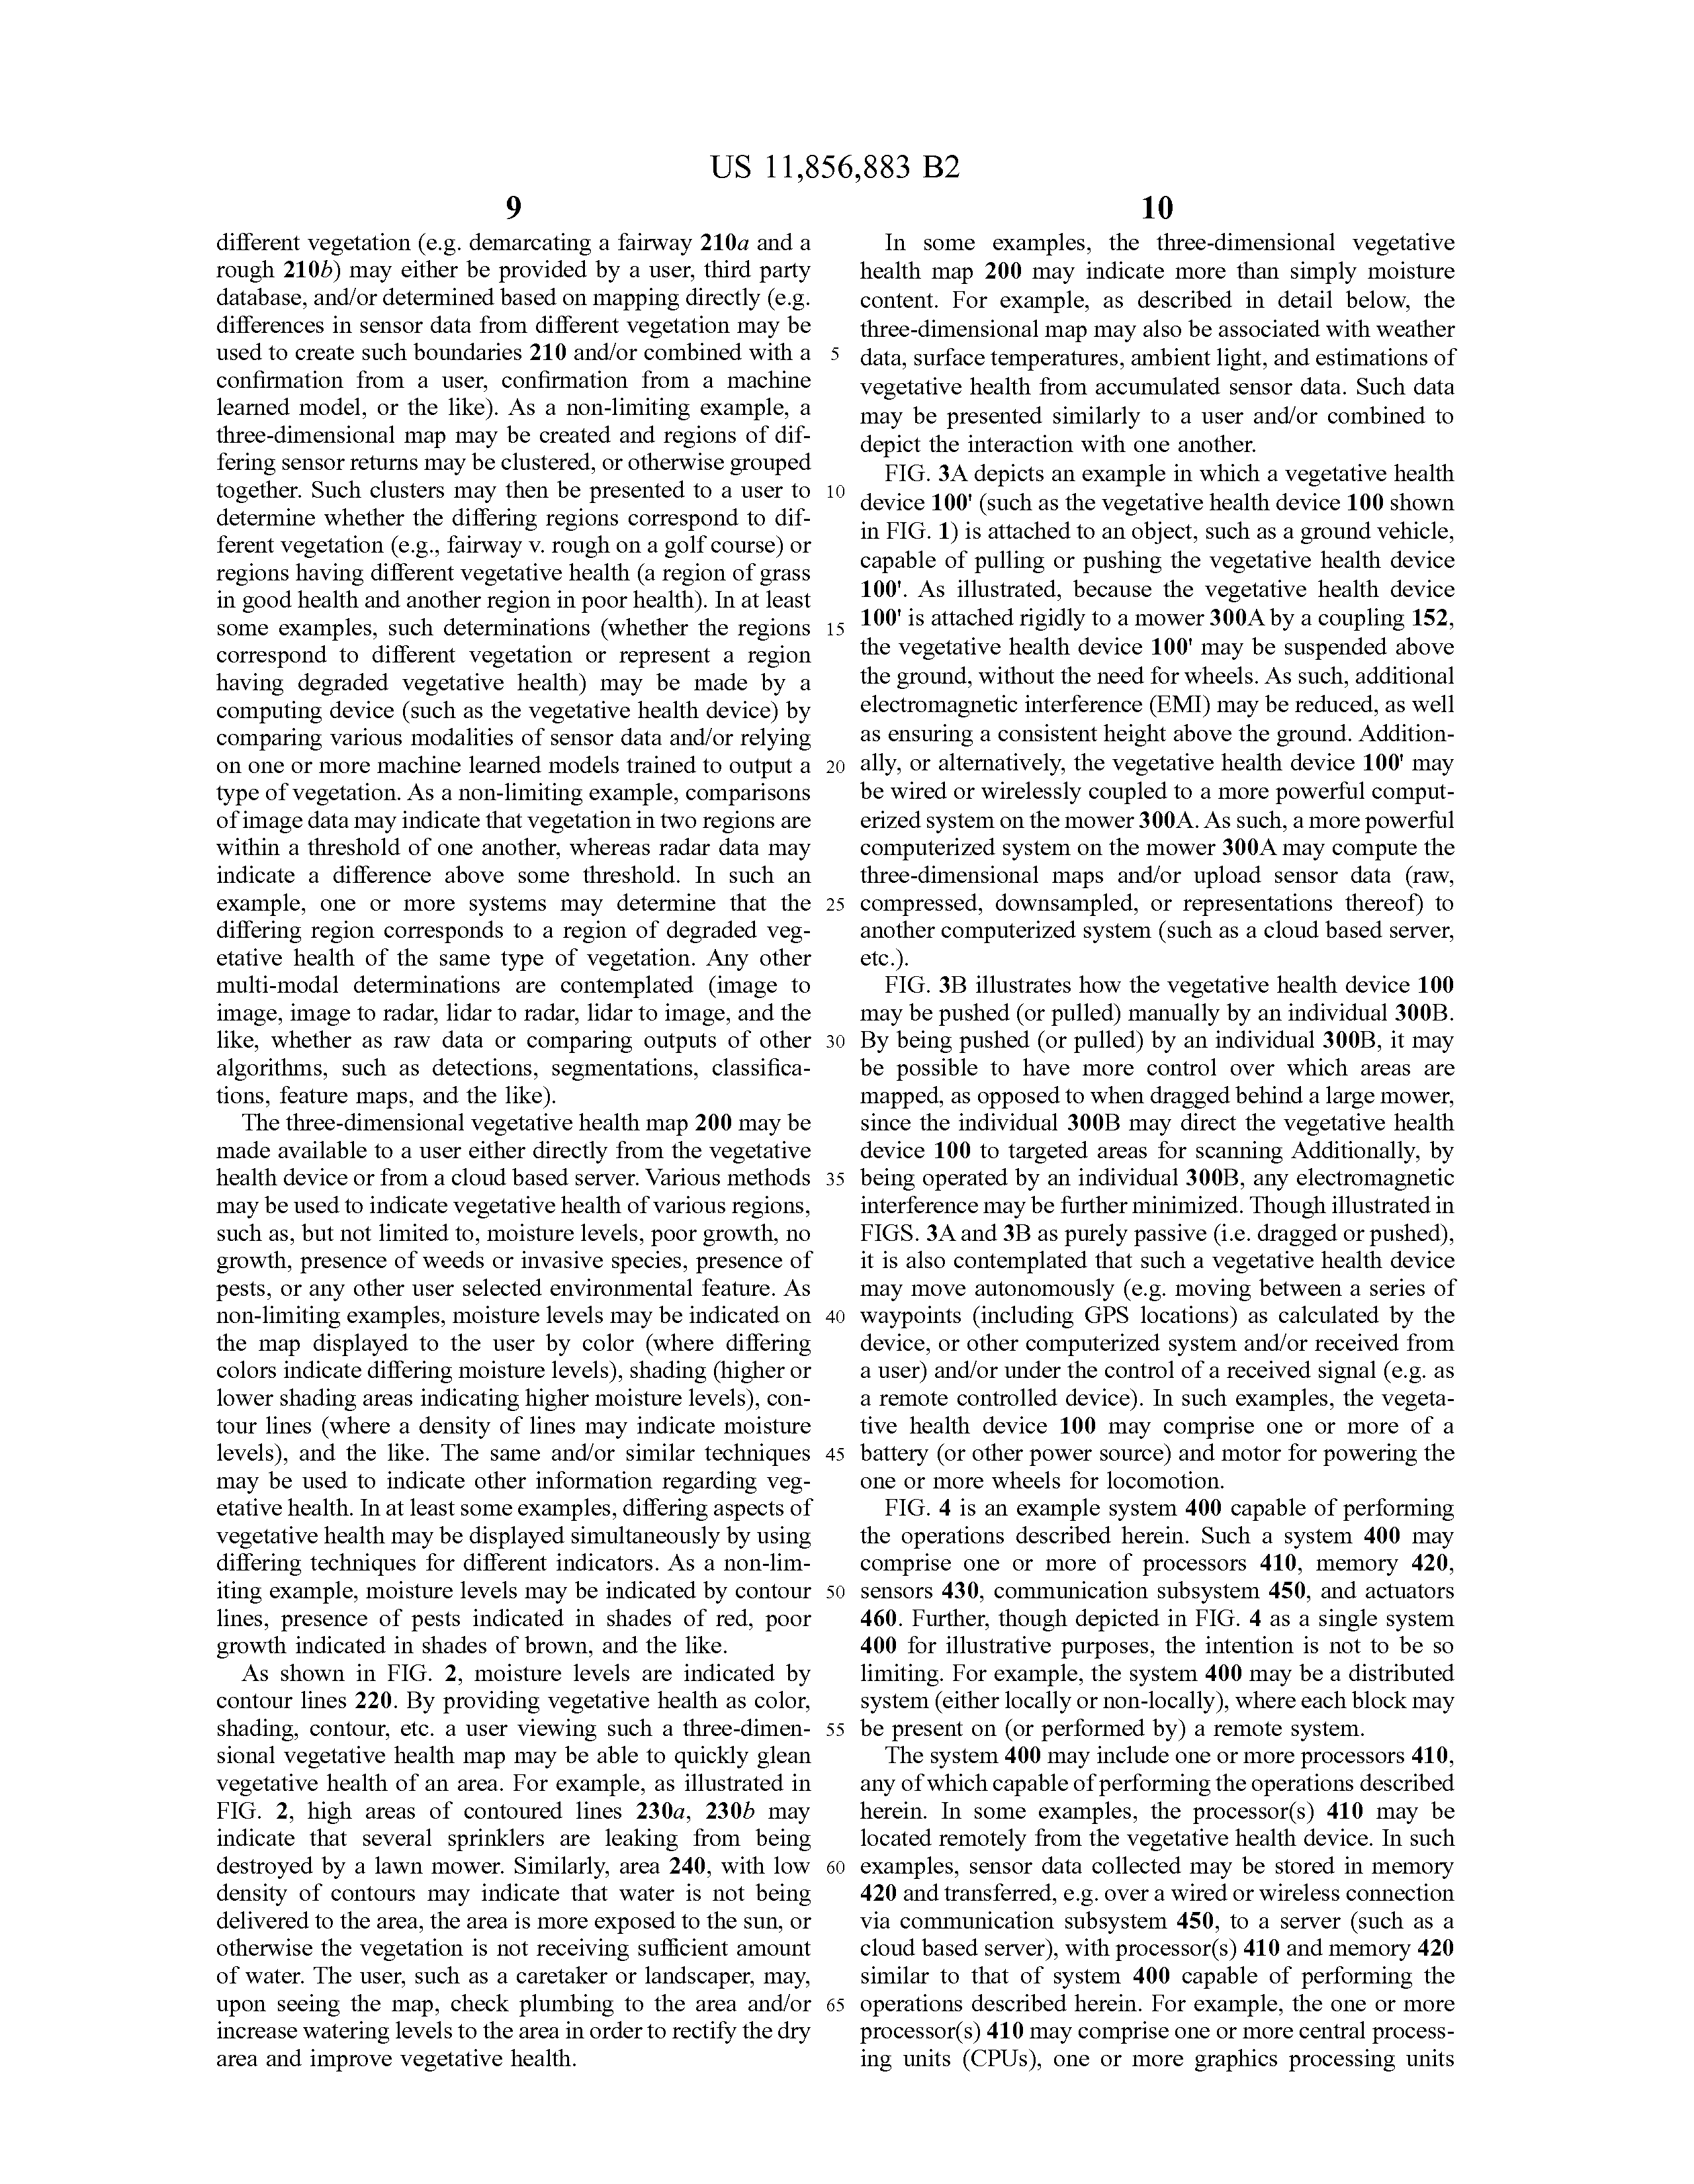 US 11,856,883 B2
9
different vegetation (e.g. demarcating a fairway 210a and a
rough 210b) may either be provided by a user, third party
database, and/or determined based on mapping directly (e.g.
differences in sensor data from different vegetation may be
used to create such boundaries 210 and/or combined with a
confirmation from a user, confirmation from a machine
learned model, or the like). As a non-limiting example, a
three-dimensional map may be created and regions of dif-
fering sensor returns may be clustered, or otherwise grouped
together. Such clusters may then be presented to a user to
determine whether the differing regions correspond to dif-
ferent vegetation (e.g., fairway v. rough on a golf course) or
regions having different vegetative health (a region of grass
in good health and another region in poor health). In at least
some examples, such determinations (whether the regions
correspond to different vegetation or represent a region
having degraded vegetative health) may be made by a
computing device (such as the vegetative health device) by
comparing various modalities of sensor data and/or relying
on one or more machine learned models trained to output a
type of vegetation. As a non-limiting example, comparisons
of image data may indicate that vegetation in two regions are
within a threshold of one another, whereas radar data may
indicate a difference above some threshold. In such an
example, one or more systems may determine that the
differing region corresponds to a region of degraded veg-
etative health of the same type of vegetation. Any other
multi-modal determinations are contemplated (image to
image, image to radar, lidar to radar, lidar to image, and the
like, whether as raw data or comparing outputs of other
algorithms, such as detections, segmentations, classifica-
tions, feature maps, and the like).
The three-dimensional vegetative health map 200 may be
made available to a user either directly from the vegetative
health device or from a cloud based server. Various methods
may be used to indicate vegetative health of various regions,
such as, but not limited to, moisture levels, poor growth, no
growth, presence of weeds or invasive species, presence of
pests, or any other user selected environmental feature. As
non-limiting examples, moisture levels may be indicated on
the map displayed to the user by color (where differing
colors indicate differing moisture levels), shading (higher or
lower shading areas indicating higher moisture levels), con-
tour lines (where a density of lines may indicate moisture
levels), and the like. The same and/or similar techniques
may be used to indicate other information regarding veg-
etative health. In at least some examples, differing aspects of
vegetative health may be displayed simultaneously by using
differing techniques for different indicators. As a non-lim-
iting example, moisture levels may be indicated by contour
lines, presence of pests indicated in shades of red, poor
growth indicated in shades of brown, and the like.
As shown in FIG. 2, moisture levels are indicated by
contour lines 220. By providing vegetative health as color,
shading, contour, etc. a user viewing such a three-dimen-
sional vegetative health map may be able to quickly glean
vegetative health of an area. For example, as illustrated in
FIG. 2, high areas of contoured lines 230a, 230b may
indicate that several sprinklers are leaking from being
destroyed by a lawn mower. Similarly, area 240, with low
density of contours may indicate that water is not being
delivered to the area, the area is more exposed to the sun, or
otherwise the vegetation is not receiving sufficient amount
of water. The user, such as a caretaker or landscaper, may,
upon seeing the map, check plumbing to the area and/or
increase watering levels to the area in order to rectify the dry
area and improve vegetative health.
5
10
15
20
25
30
35
40
45
50
55
60
65
10
In some examples, the three-dimensional vegetative
health map 200 may indicate more than simply moisture
content. For example, as described in detail below, the
three-dimensional map may also be associated with weather
data, surface temperatures, ambient light, and estimations of
vegetative health from accumulated sensor data. Such data
may be presented similarly to a user and/or combined to
depict the interaction with one another.
FIG. 3A depicts an example in which a vegetative health
device 100' (such as the vegetative health device 100 shown
in FIG. 1) is attached to an object, such as a ground vehicle,
capable of pulling or pushing the vegetative health device
100'. As illustrated, because the vegetative health device
100' is attached rigidly to a mower 300A by a coupling 152,
the vegetative health device 100' may be suspended above
the ground, without the need for wheels. As such, additional
electromagnetic interference (EMI) may be reduced, as well
as ensuring a consistent height above the ground. Addition-
ally, or alternatively, the vegetative health device 100' may
be wired or wirelessly coupled to a more powerful comput-
erized system on the mower 300A. As such, a more powerful
computerized system on the mower 300A may compute the
three-dimensional maps and/or upload sensor data (raw,
compressed, downsampled, or representations thereof) to
another computerized system (such as a cloud based server,
etc.).
FIG. 3B illustrates how the vegetative health device 100
may be pushed (or pulled) manually by an individual 300B.
By being pushed (or pulled) by an individual 300B, it may
be possible to have more control over which areas are
mapped, as opposed to when dragged behind a large mower,
since the individual 300B may direct the vegetative health
device 100 to targeted areas for scanning Additionally, by
being operated by an individual 300B, any electromagnetic
interference may be further minimized. Though illustrated in
FIGS. 3A and 3B as purely passive (i.e. dragged or pushed),
it is also contemplated that such a vegetative health device
may move autonomously (e.g. moving between a series of
waypoints (including GPS locations) as calculated by the
device, or other computerized system and/or received from
a user) and/or under the control of a received signal (e.g. as
a remote controlled device). In such examples, the vegeta-
tive health device 100 may comprise one or more of a
battery (or other power source) and motor for powering the
one or more wheels for locomotion.
FIG. 4 is an example system 400 capable of performing
the operations described herein. Such a system 400 may
comprise one or more of processors 410, memory 420,
sensors 430, communication subsystem 450, and actuators
460. Further, though depicted in FIG. 4 as a single system
400 for illustrative purposes, the intention is not to be so
limiting. For example, the system 400 may be a distributed
system (either locally or non-locally), where each block may
be present on (or performed by) a remote system.
The system 400 may include one or more processors 410,
any of which capable of performing the operations described
herein. In some examples, the processor(s) 410 may be
located remotely from the vegetative health device. In such
examples, sensor data collected may be stored in memory
420 and transferred, e.g. over a wired or wireless connection
via communication subsystem 450, to a server (such as a
cloud based server), with processor(s) 410 and memory 420
similar to that of system 400 capable of performing the
operations described herein. For example, the one or more
processor(s) 410 may comprise one or more central process-
ing units (CPUs), one or more graphics processing units